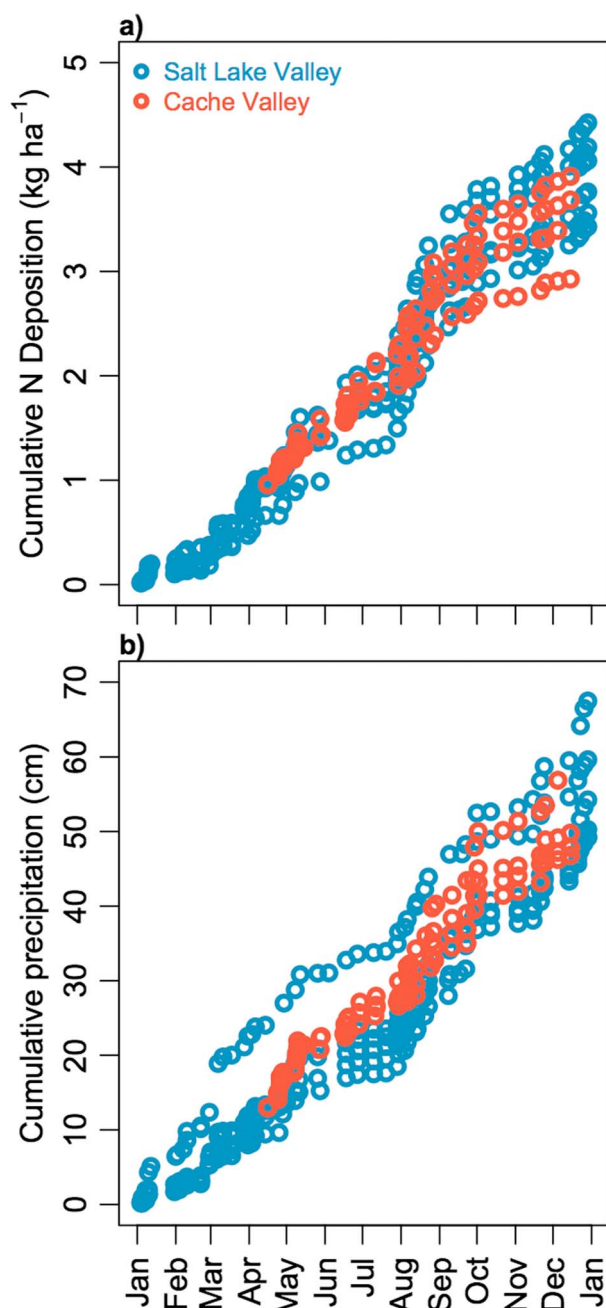 a)
Cumulative N Deposition (kg ha⁻¹)
5
4
3
2
1
0
Salt Lake Valley
Cache Valley
b)
Cumulative precipitation (cm)
70
60
50
40
30
20
10
0
Jan
Feb
Mar
Apr
May
Jun
Jul
Aug
Sep
Oct
Nov
Dec
Jan